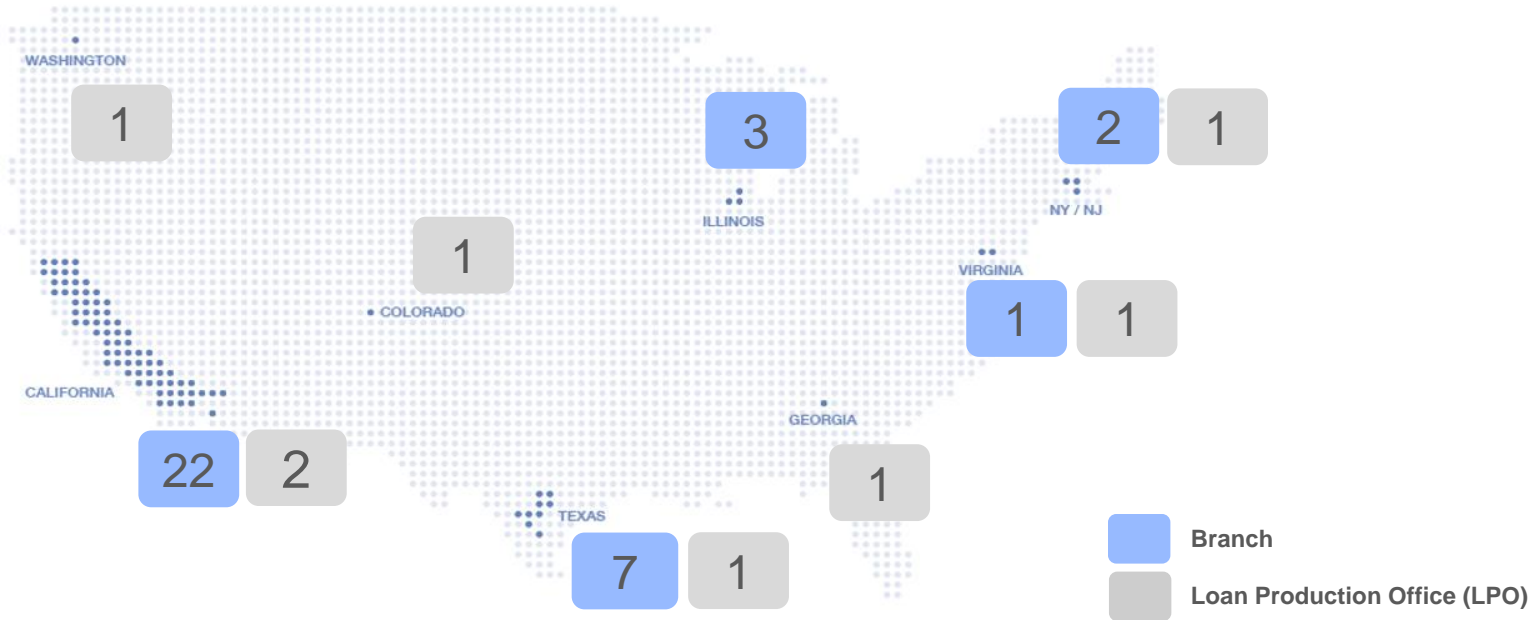 WASHINGTON
1
3
2 1
ILLINOIS
NY / NJ
1
COLORADO
VIRGINIA
1 1
CALIFORNIA
22 2
GEORGIA
1
TEXAS
7 1
Branch
Loan Production Office (LPO)